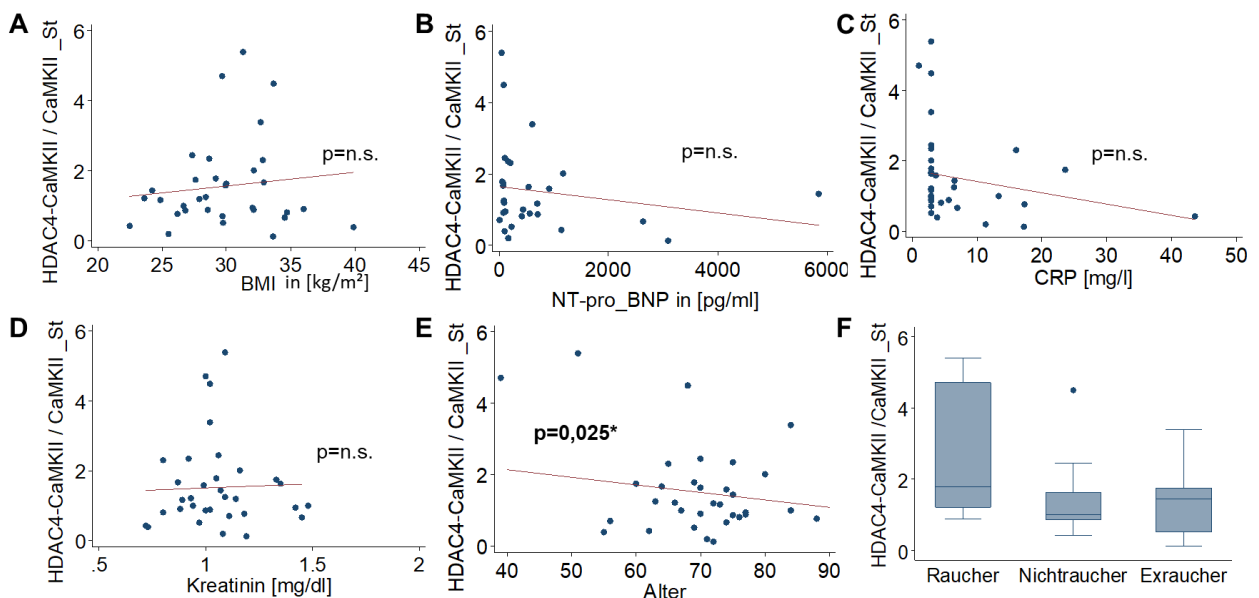 A
HDAC4-CaMKII / CaMKII _St
6
4
2
0
p=n.s.
20 25 30 35 40 45
BMI in [kg/m²]
B
HDAC4-CaMKII / CaMKII _St
6
4
2
0
p=n.s.
0 2000 4000 6000
NT-pro_BNP in [pg/ml]
C
HDAC4-CaMKII / CaMKII _St
6
4
2
0
p=n.s.
0 10 20 30 40 50
CRP [mg/l]
D
HDAC4-CaMKII / CaMKII _St
6
4
2
0
p=n.s.
.5 1 1.5 2
Kreatinin [mg/dl]
E
HDAC4-CaMKII / CaMKII _St
6
4
2
0
p=0,025*
40 50 60 70 80 90
Alter
F
HDAC4-CaMKII /CaMKII _St
6
4
2
0
Raucher Nichtraucher Exraucher